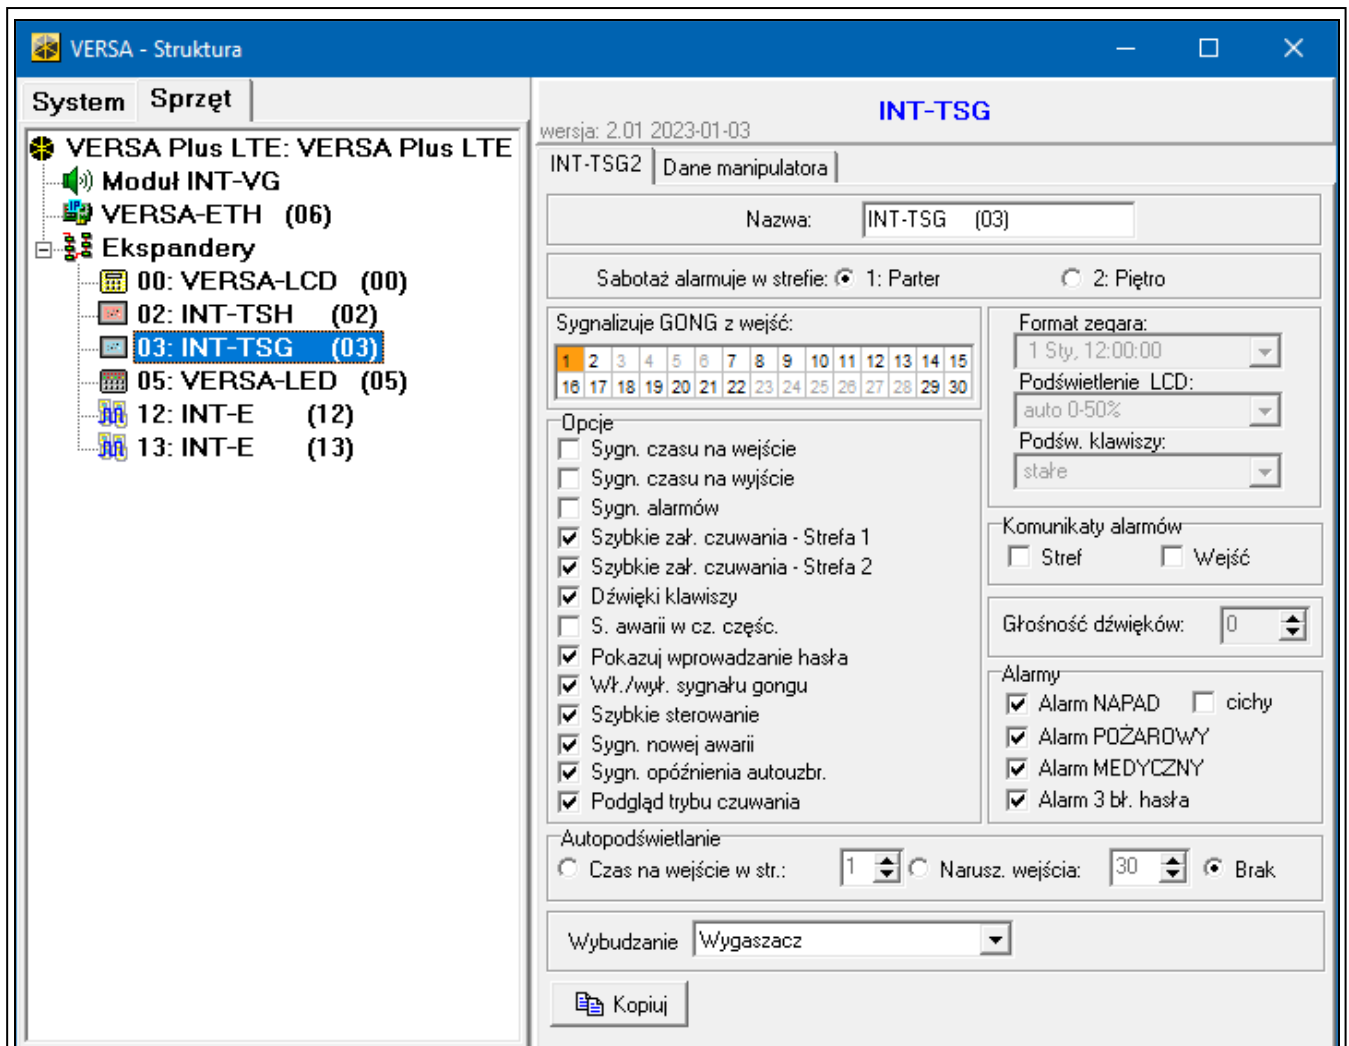 VERSA - Struktura
System Sprzęt
VERSA Plus LTE: VERSA Plus LTE
Moduł INT-VG
VERSA-ETH (06)
Ekspandery
00: VERSA-LCD (00)
02: INT-TSH (02)
03: INT-TSG (03)
05: VERSA-LED (05)
12: INT-E (12)
13: INT-E (13)
INT-TSG
wersja: 2.01 2023-01-03
INT-TSG2 Dane manipulatora
Nazwa: INT-TSG (03)
Sabotaż alarmuje w strefie: 1: Parter 2: Piętro
Sygnalizuje GONG z wejść:
1 2 3 4 5 6 7 8 9 10 11 12 13 14 15
16 17 18 19 20 21 22 23 24 25 26 27 28 29 30
Opcje
Sygn. czasu na wejście
Sygn. czasu na wyjście
Sygn. alarmów
Szybkie zał. czuwania - Strefa 1
Szybkie zał. czuwania - Strefa 2
Dźwięki klawiszy
S. awarii w cz. częśc.
Pokazuj wprowadzanie hasła
Wł./wył. sygnału gongu
Szybkie sterowanie
Sygn. nowej awarii
Sygn. opóźnienia autouzbr.
Podgląd trybu czuwania
Format zegara:
1 Sty, 12:00:00
Podświetlenie LCD:
auto 0-50%
Podśw. klawiszy:
stałe
Komunikaty alarmów
Stref Wejść
Głośność dźwięków: 0
Alarmy
Alarm NAPAD cichy
Alarm POŻAROWY
Alarm MEDYCZNY
Alarm 3 bł. hasła
Autopodświetlanie
Czas na wejście w str.: 1 Narusz. wejścia: 30 Brak
Wybudzanie Wygaszacz
Kopiuj